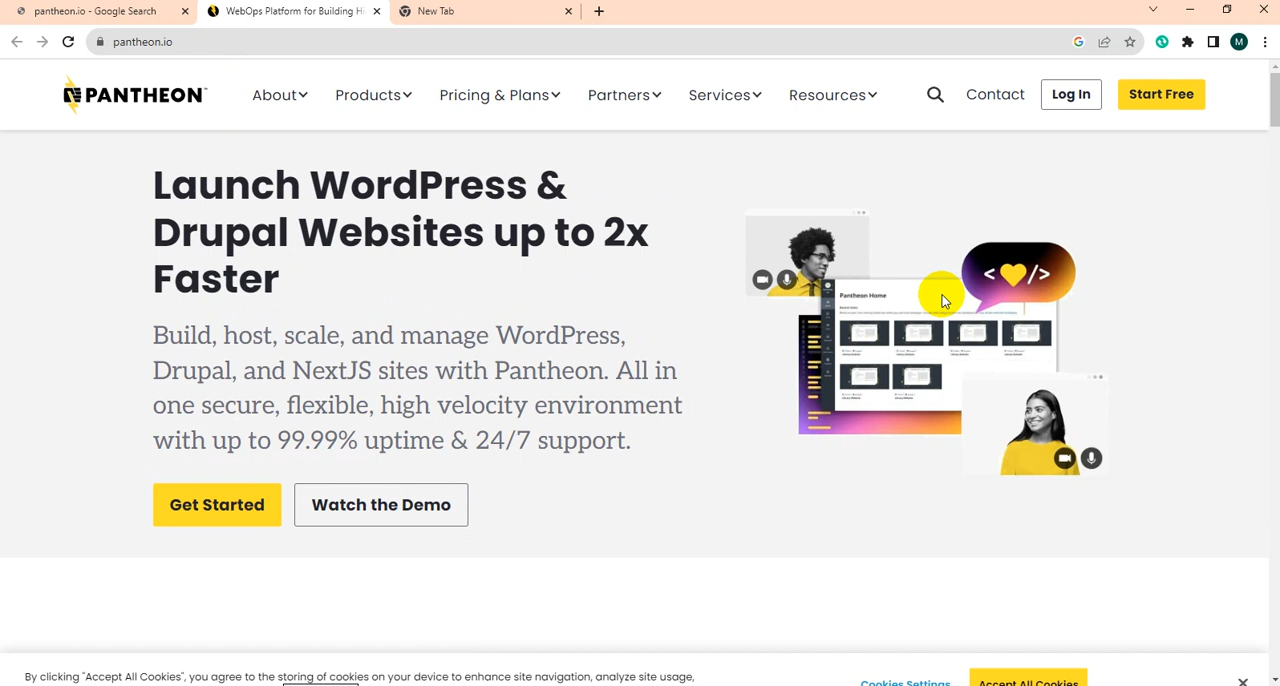 pantheon.io - Google Search
WebOps Platform for Building Hi
New Tab
pantheon.io
M
PANTHEON
About
Products
Pricing & Plans
Partners
Services
Resources
Contact
Log In
Start Free
Launch WordPress &
Drupal Websites up to 2x
Faster
Build, host, scale, and manage WordPress,
Drupal, and NextJS sites with Pantheon. All in
one secure, flexible, high velocity environment
with up to 99.99% uptime & 24/7 support.
Get Started
Watch the Demo
Pantheon Home
By clicking "Accept All Cookies", you agree to the storing of cookies on your device to enhance site navigation, analyze site usage,
Cookies Settings
Accept All Cookies